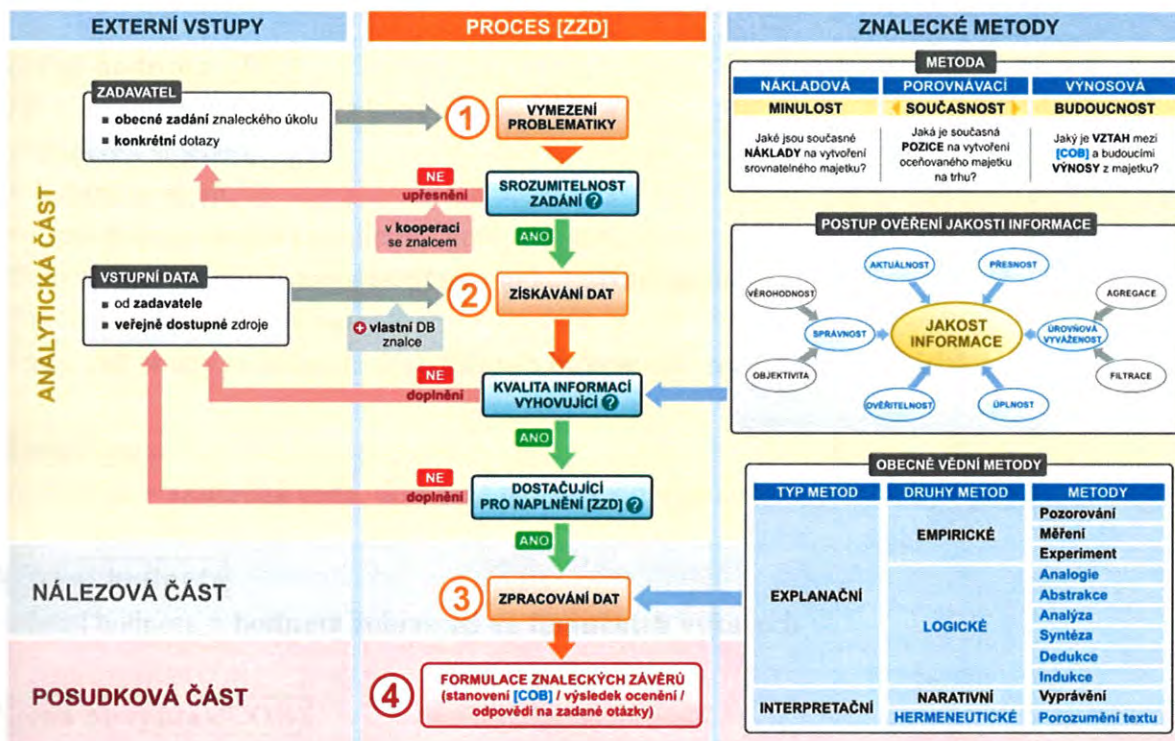 EXTERNÍ VSTUPY
PROCES [ZZD]
ZNALECKÉ METODY
ANALYTICKÁ ČÁST
ZADAVATEL
▪ obecné zadání znaleckého úkolu
▪ konkrétní dotazy
1
VYMEZENÍ
PROBLEMATIKY
NE
upřesnění
v kooperaci
se znalcem
SROZUMITELNOST
ZADÁNÍ ?
ANO
VSTUPNÍ DATA
▪ od zadavatele
▪ veřejně dostupné zdroje
+ vlastní DB
znalce
2
ZÍSKÁVÁNÍ DAT
NE
doplnění
KVALITA INFORMACÍ
VYHOVUJÍCÍ ?
ANO
NE
doplnění
DOSTAČUJÍCÍ
PRO NAPLNĚNÍ [ZZD] ?
ANO
NÁLEZOVÁ ČÁST
3
ZPRACOVÁNÍ DAT
POSUDKOVÁ ČÁST
4
FORMULACE ZNALECKÝCH ZÁVĚRŮ
(stanovení [COB] / výsledek ocenění /
odpovědi na zadané otázky)
METODA
NÁKLADOVÁ
POROVNÁVACÍ
VÝNOSOVÁ
MINULOST
SOUČASNOST
BUDOUCNOST
Jaké jsou současné
NÁKLADY na vytvoření
srovnatelného majetku?
Jaká je současná
POZICE na vytvoření
oceňovaného majetku
na trhu?
Jaký je VZTAH mezi
[COB] a budoucími
VÝNOSY z majetku?
POSTUP OVĚŘENÍ JAKOSTI INFORMACE
AKTUÁLNOST
PŘESNOST
VĚROHODNOST
AGREGACE
SPRÁVNOST
JAKOST
INFORMACE
ÚROVŇOVÁ
VYVÁŽENOST
OBJEKTIVITA
FILTRACE
OVĚŘITELNOST
ÚPLNOST
OBECNĚ VĚDNÍ METODY
TYP METOD
DRUHY METOD
METODY
EXPLANAČNÍ
EMPIRICKÉ
Pozorování
Měření
Experiment
LOGICKÉ
Analogie
Abstrakce
Analýza
Syntéza
Dedukce
Indukce
INTERPRETAČNÍ
NARATIVNÍ
Vyprávění
HERMENEUTICKÉ
Porozumění textu